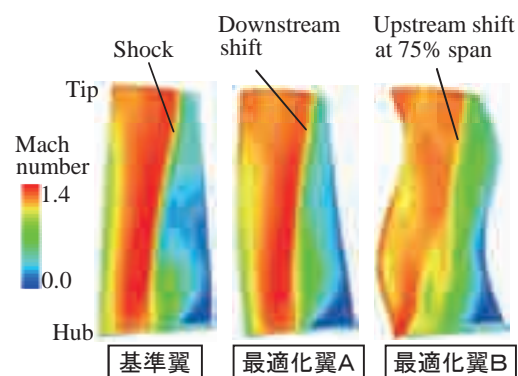 Shock
Downstream
shift
Upstream shift
at 75% span
Tip
Mach
number
1.4
0.0
Hub
基準翼
最適化翼A
最適化翼B